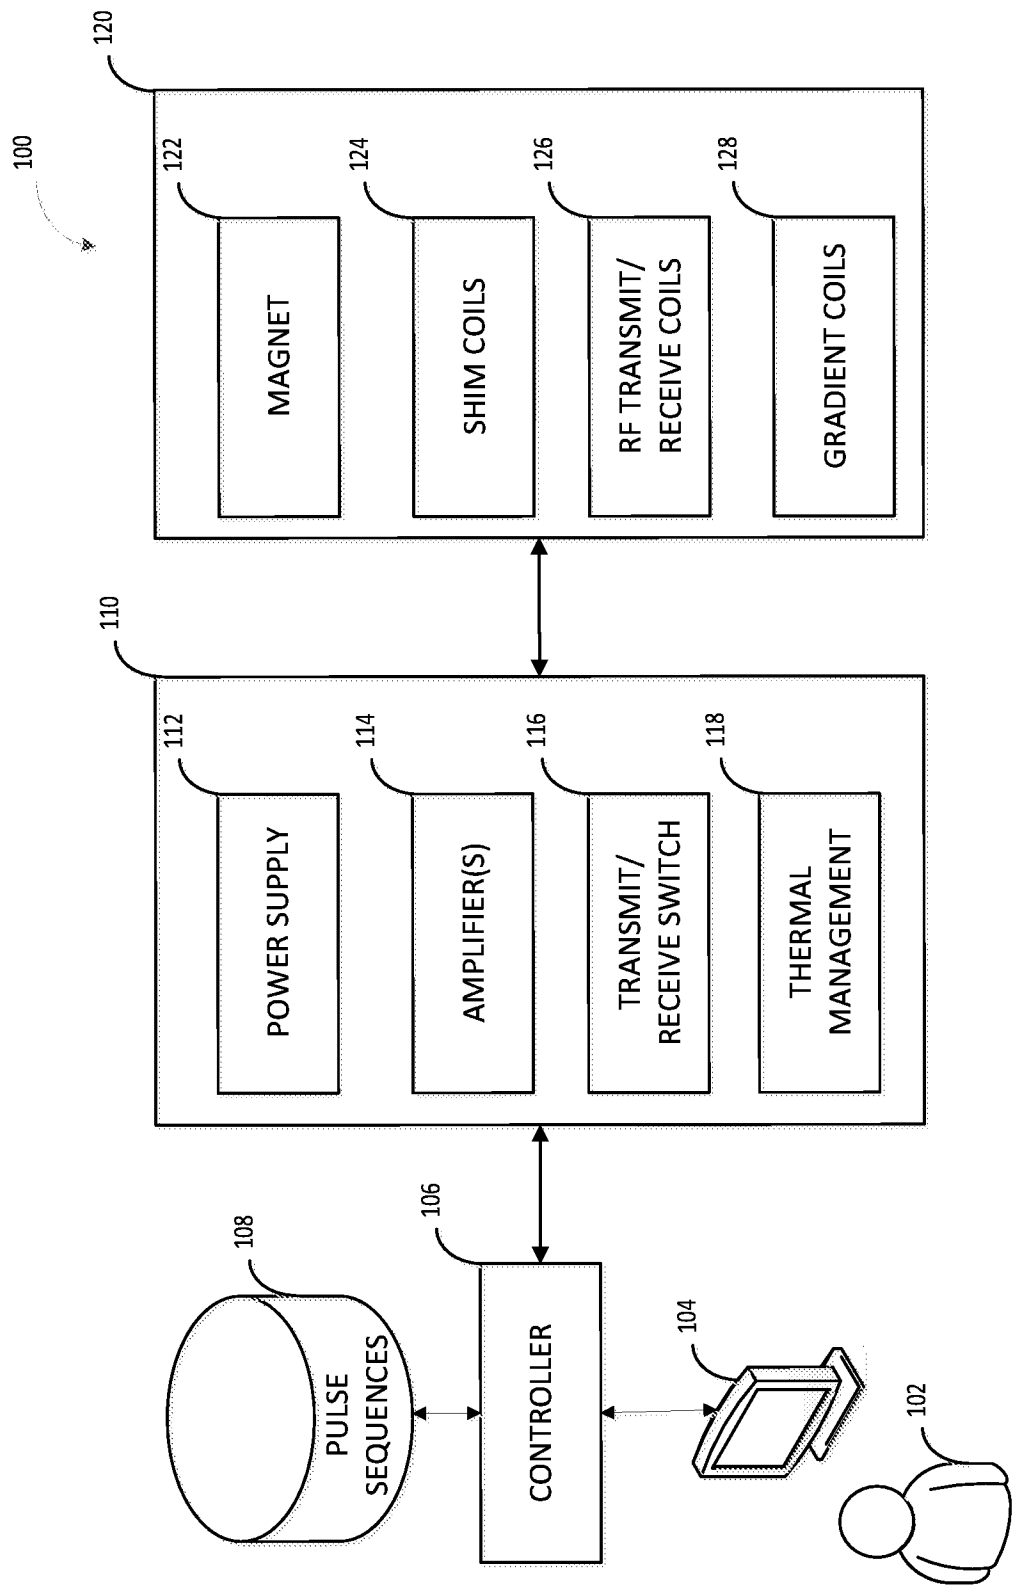 100
108
PULSE
SEQUENCES
106
CONTROLLER
104
102
110
112
POWER SUPPLY
114
AMPLIFIER(S)
116
TRANSMIT/
RECEIVE SWITCH
118
THERMAL
MANAGEMENT
120
122
MAGNET
124
SHIM COILS
126
RF TRANSMIT/
RECEIVE COILS
128
GRADIENT COILS